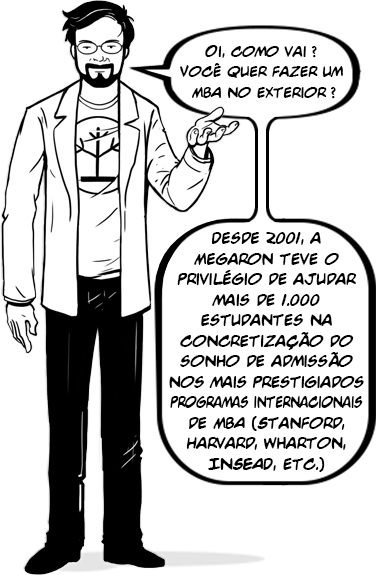 OI, COMO VAI?
VOCÊ QUER FAZER UM
MBA NO EXTERIOR?
DESDE 2001, A
MEGARON TEVE O
PRIVILÉGIO DE AJUDAR
MAIS DE 1.000
ESTUDANTES NA
CONCRETIZAÇÃO DO
SONHO DE ADMISSÃO
NOS MAIS PRESTIGIADOS
PROGRAMAS INTERNACIONAIS
DE MBA (STANFORD,
HARVARD, WHARTON,
INSEAD, ETC.)